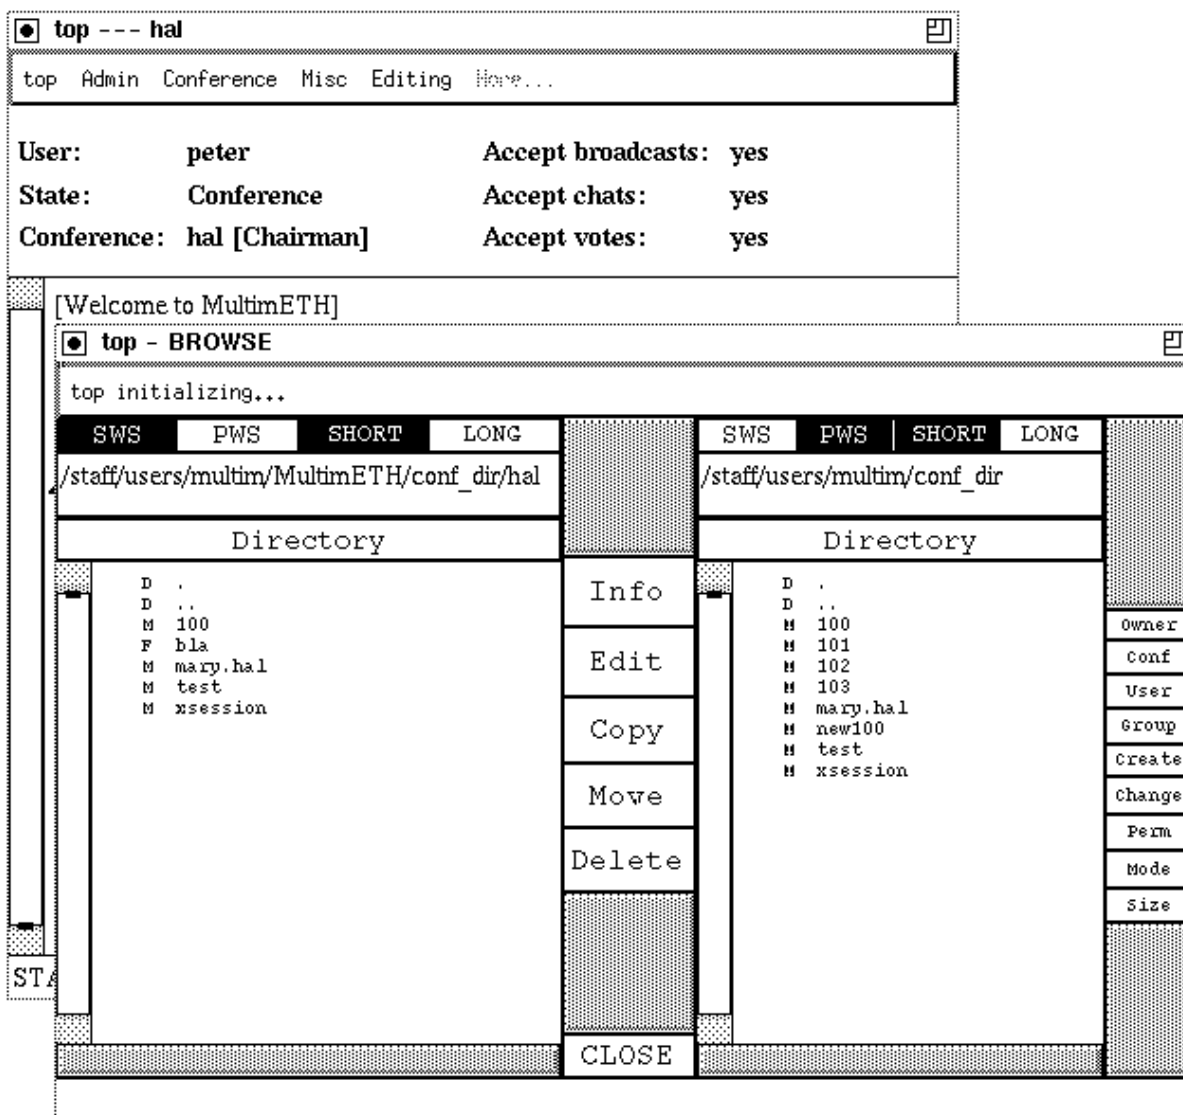 top --- hal
top Admin Conference Misc Editing
User: peter Accept broadcasts: yes
State: Conference Accept chats: yes
Conference: hal [Chairman] Accept votes: yes
[Welcome to MultimETH]
top - BROWSE
top initializing...
SWS PWS SHORT LONG
/staff/users/multim/MultimETH/conf_dir/hal
Directory
D .
D ..
M 100
F bla
M mary.hal
M test
M xsession
Info
Edit
Copy
Move
Delete
CLOSE
SWS PWS SHORT LONG
/staff/users/multim/conf_dir
Directory
D .
D ..
M 100
M 101
M 102
M 103
M mary.hal
M new100
M test
M xsession
Owner
Conf
User
Group
Create
Change
Perm
Mode
Size
STA